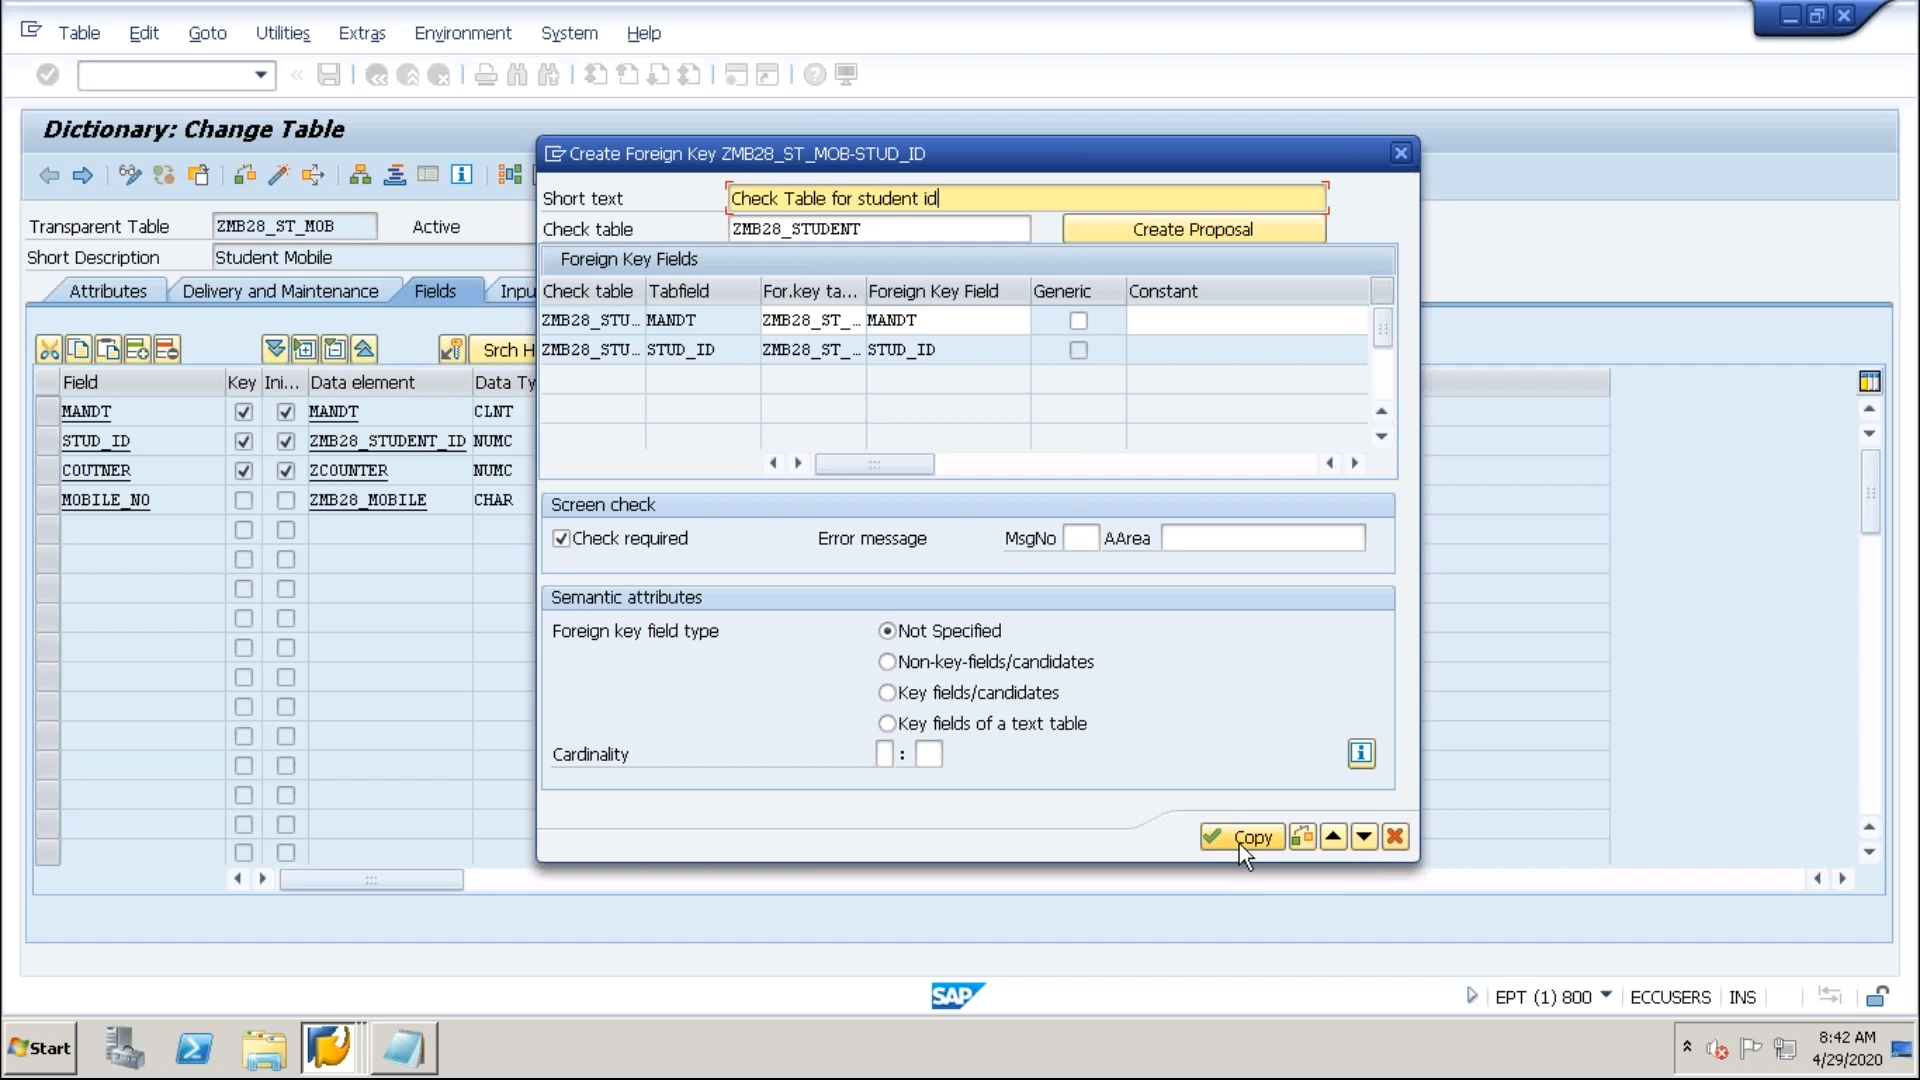 Table Edit Goto Utilities Extras Environment System Help
Dictionary: Change Table
Create Foreign Key ZMB28_ST_MOB-STUD_ID
Short text Check Table for student id
Check table ZMB28_STUDENT Create Proposal
Transparent Table ZMB28_ST_MOB Active
Short Description Student Mobile
Attributes Delivery and Maintenance Fields Inpu
Foreign Key Fields
Check table Tabfield For.key ta... Foreign Key Field Generic Constant
ZMB28_STU... MANDT ZMB28_ST_... MANDT
ZMB28_STU... STUD_ID ZMB28_ST_... STUD_ID
Srch H
Field Key Ini... Data element Data Ty
MANDT MANDT CLNT
STUD_ID ZMB28_STUDENT_ID NUMC
COUTNER ZCOUNTER NUMC
MOBILE_NO ZMB28_MOBILE CHAR
Screen check
Check required Error message MsgNo AArea
Semantic attributes
Foreign key field type Not Specified
Non-key-fields/candidates
Key fields/candidates
Key fields of a text table
Cardinality :
Copy
SAP
EPT (1) 800 ECCUSERS INS
Start
8:42 AM
4/29/2020